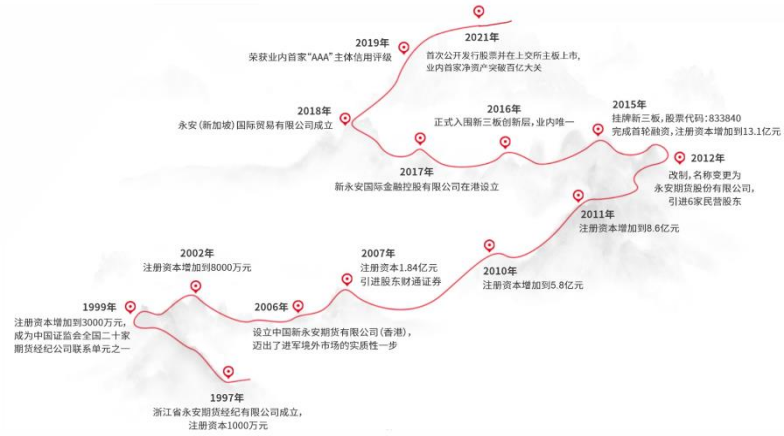 2021年
首次公开发行股票并在上交所主板上市,
业内首家净资产突破百亿大关
2019年
荣获业内首家“AAA”主体信用评级
2018年
永安(新加坡)国际贸易有限公司成立
2017年
新永安国际金融控股有限公司在港设立
2016年
正式入围新三板创新层,业内唯一
2015年
挂牌新三板,股票代码:833840
完成首轮融资,注册资本增加到13.1亿元
2012年
改制,名称变更为
永安期货股份有限公司,
引进6家民营股东
2011年
注册资本增加到8.6亿元
2010年
注册资本增加到5.8亿元
2007年
注册资本1.84亿元
引进股东财通证券
2006年
设立中国新永安期货有限公司(香港),
迈出了进军境外市场的实质性一步
2002年
注册资本增加到8000万元
1999年
注册资本增加到3000万元,
成为中国证监会全国二十家
期货经纪公司联系单元之一
1997年
浙江省永安期货经纪有限公司成立,
注册资本1000万元